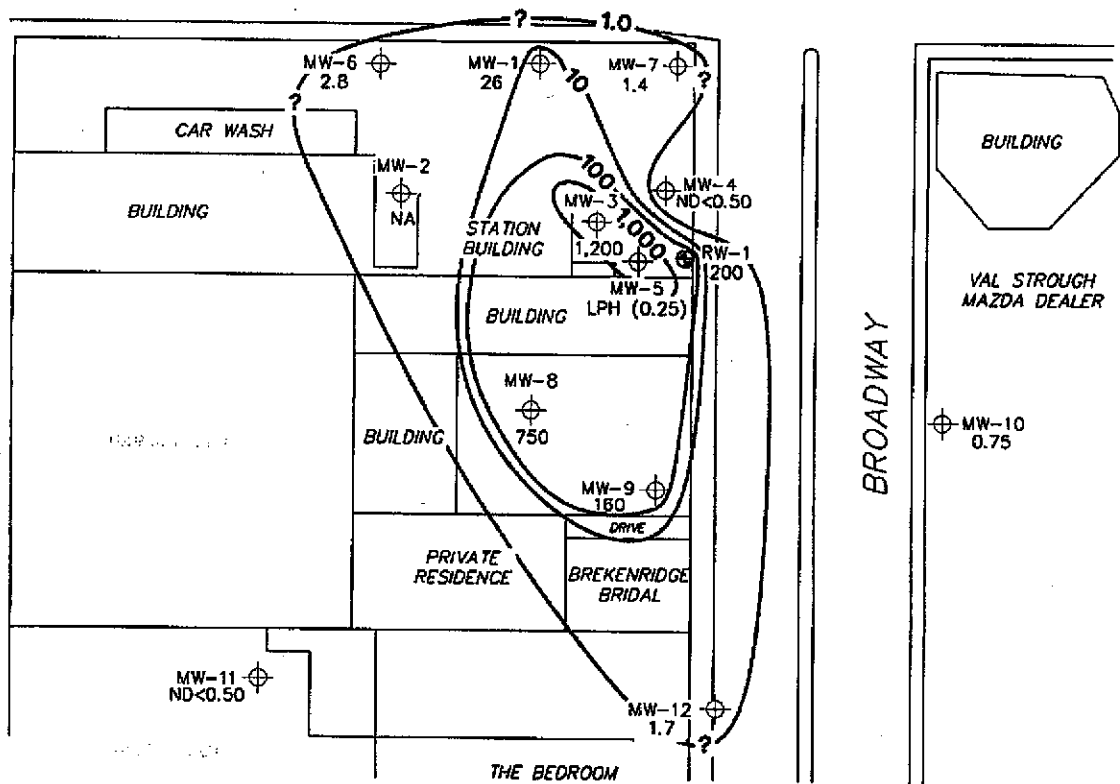 ?
1.0
MW-6
2.8
MW-1
26
10
MW-7
1.4
?
?
CAR WASH
BUILDING
MW-2
NA
BUILDING
STATION
BUILDING
100
MW-3
1,200
1,000
MW-4
ND<0.50
RW-1
200
MW-5
LPH (0.25)
VAL STROUGH
MAZDA DEALER
BUILDING
MW-8
750
BUILDING
BROADWAY
MW-10
0.75
MW-9
160
DRIVE
PRIVATE
RESIDENCE
BREKENRIDGE
BRIDAL
MW-11
ND<0.50
MW-12
1.7
?
THE BEDROOM